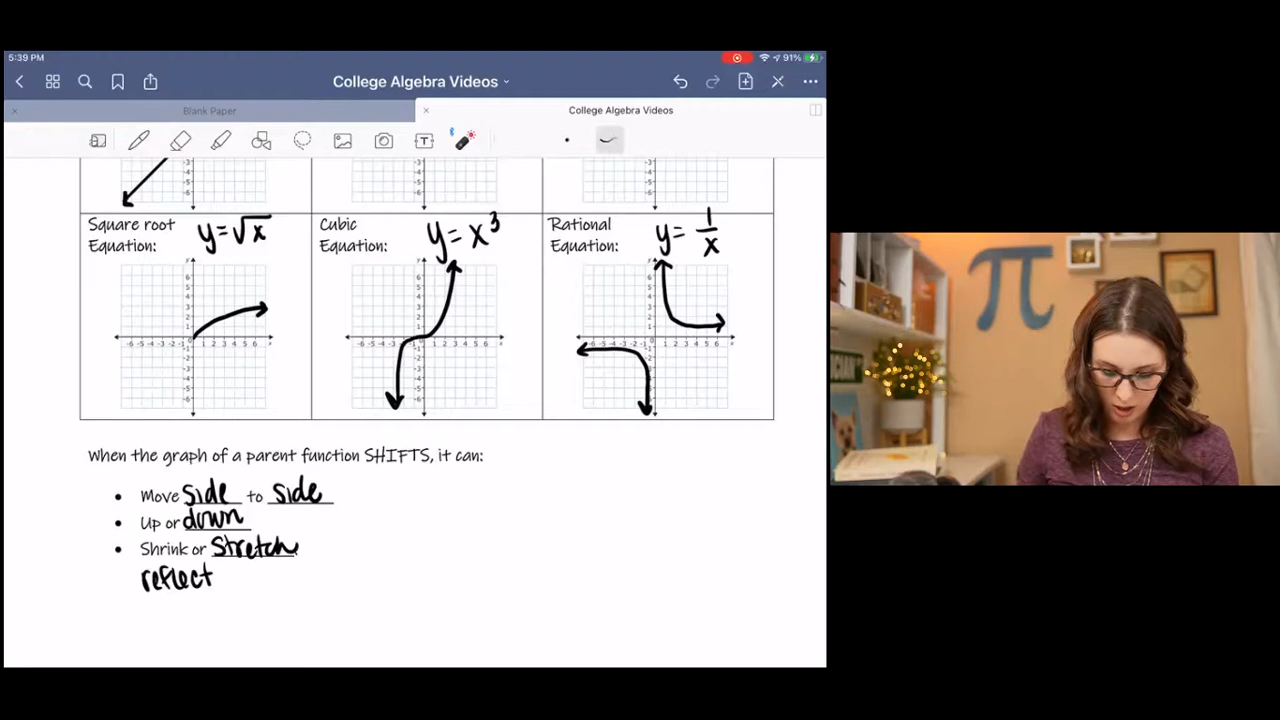 5:39 PM
91%
College Algebra Videos
Blank Paper
College Algebra Videos
Square root
Equation: y=√x
Cubic
Equation: y=x³
Rational
Equation: y=1/x
When the graph of a parent function SHIFTS, it can:
• Move side to side
• Up or down
• Shrink or stretch.
reflect